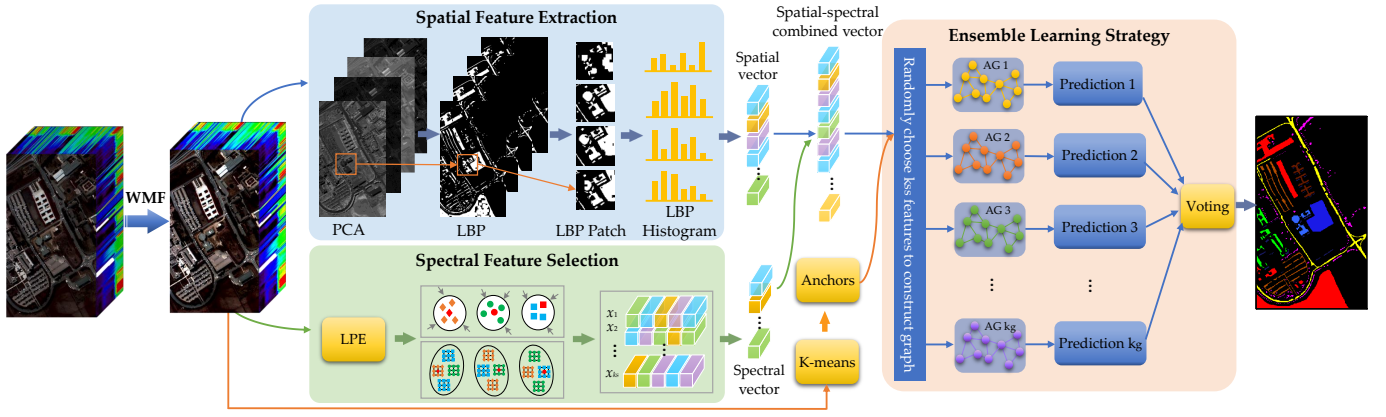 WMF
Spatial Feature Extraction
PCA
LBP
LBP Patch
LBP
Histogram
Spectral Feature Selection
LPE
x1
x2
Spatial
vector
Spatial-spectral
combined vector
Spectral
vector
Anchors
K-means
Ensemble Learning Strategy
Randomly choose kss features to construct graph
AG 1
Prediction 1
AG 2
Prediction 2
AG 3
Prediction 3
AG kg
Prediction kg
Voting